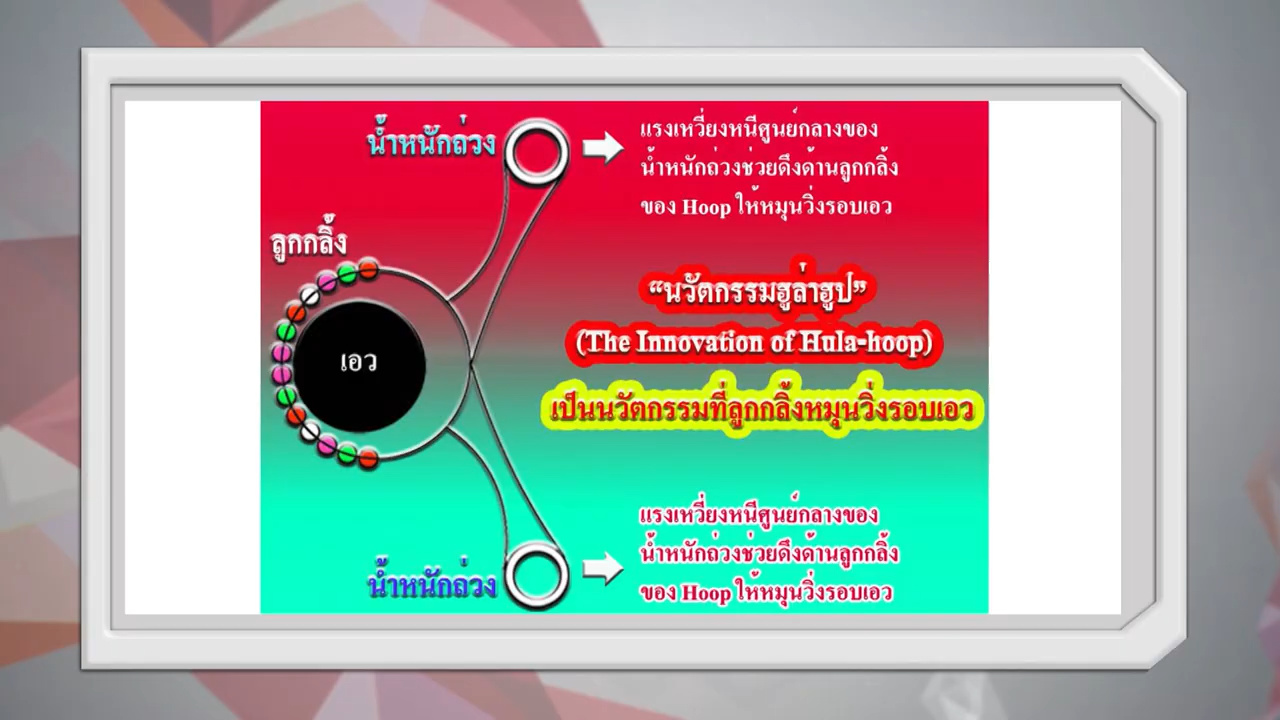 น้ำหนักถ่วง
แรงเหวี่ยงหนีศูนย์กลางของ
น้ำหนักถ่วงช่วยดึงด้านลูกกลิ้ง
ของ Hoop ให้หมุนวิ่งรอบเอว
ลูกกลิ้ง
เอว
“นวัตกรรมฮูล่าฮูป”
(The Innovation of Hula-hoop)
เป็นนวัตกรรมที่ลูกกลิ้งหมุนวิ่งรอบเอว
น้ำหนักถ่วง
แรงเหวี่ยงหนีศูนย์กลางของ
น้ำหนักถ่วงช่วยดึงด้านลูกกลิ้ง
ของ Hoop ให้หมุนวิ่งรอบเอว